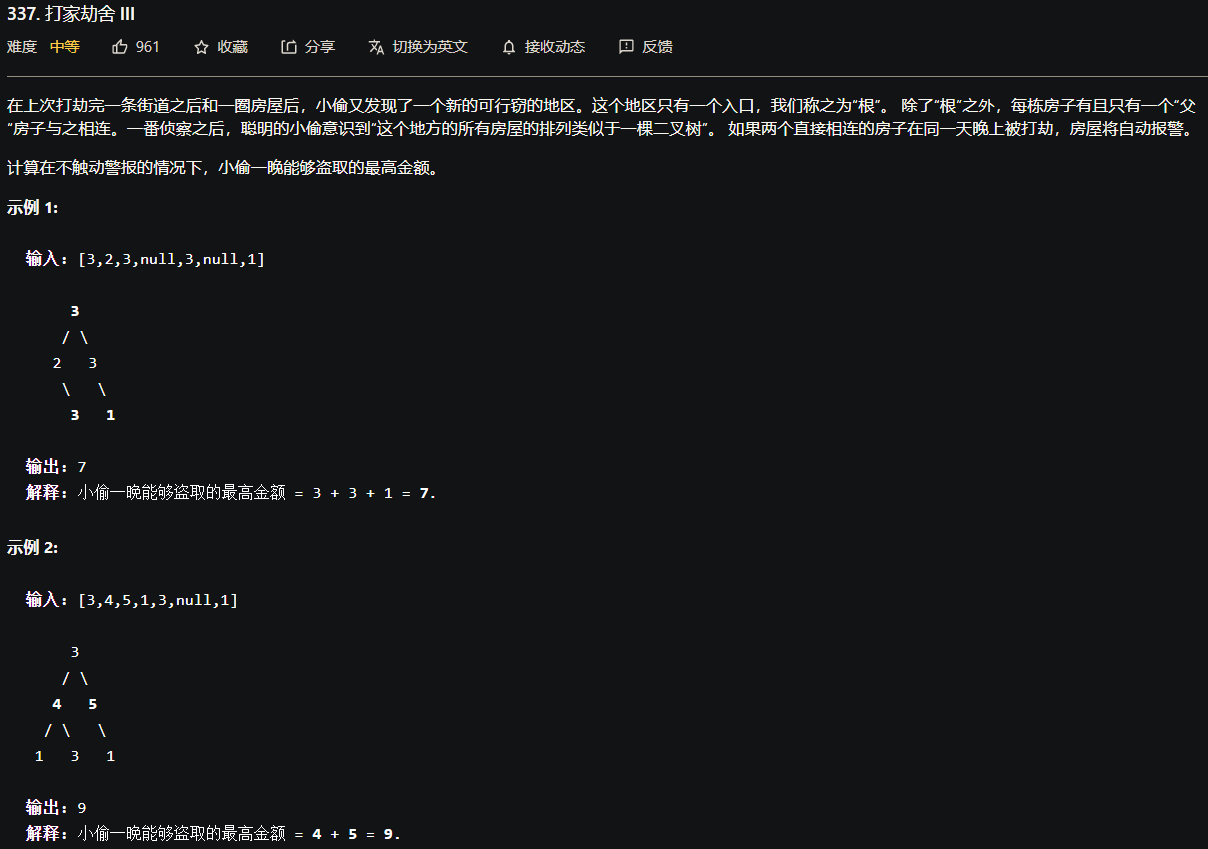 337. 打家劫舍 III
难度 中等 961 收藏 分享 切换为英文 接收动态 反馈
在上次打劫完一条街道之后和一圈房屋后，小偷又发现了一个新的可行窃的地区。这个地区只有一个入口，我们称之为“根”。 除了“根”之外，每栋房子有且只有一个“父
“房子与之相连。一番侦察之后，聪明的小偷意识到“这个地方的所有房屋的排列类似于一棵二叉树”。 如果两个直接相连的房子在同一天晚上被打劫，房屋将自动报警。
计算在不触动警报的情况下，小偷一晚能够盗取的最高金额。
示例 1:
输入: [3,2,3,null,3,null,1]
3
/ \
2   3
\   \
3   1
输出: 7
解释: 小偷一晚能够盗取的最高金额 = 3 + 3 + 1 = 7.
示例 2:
输入: [3,4,5,1,3,null,1]
3
/ \
4   5
/ \   \
1   3   1
输出: 9
解释: 小偷一晚能够盗取的最高金额 = 4 + 5 = 9.